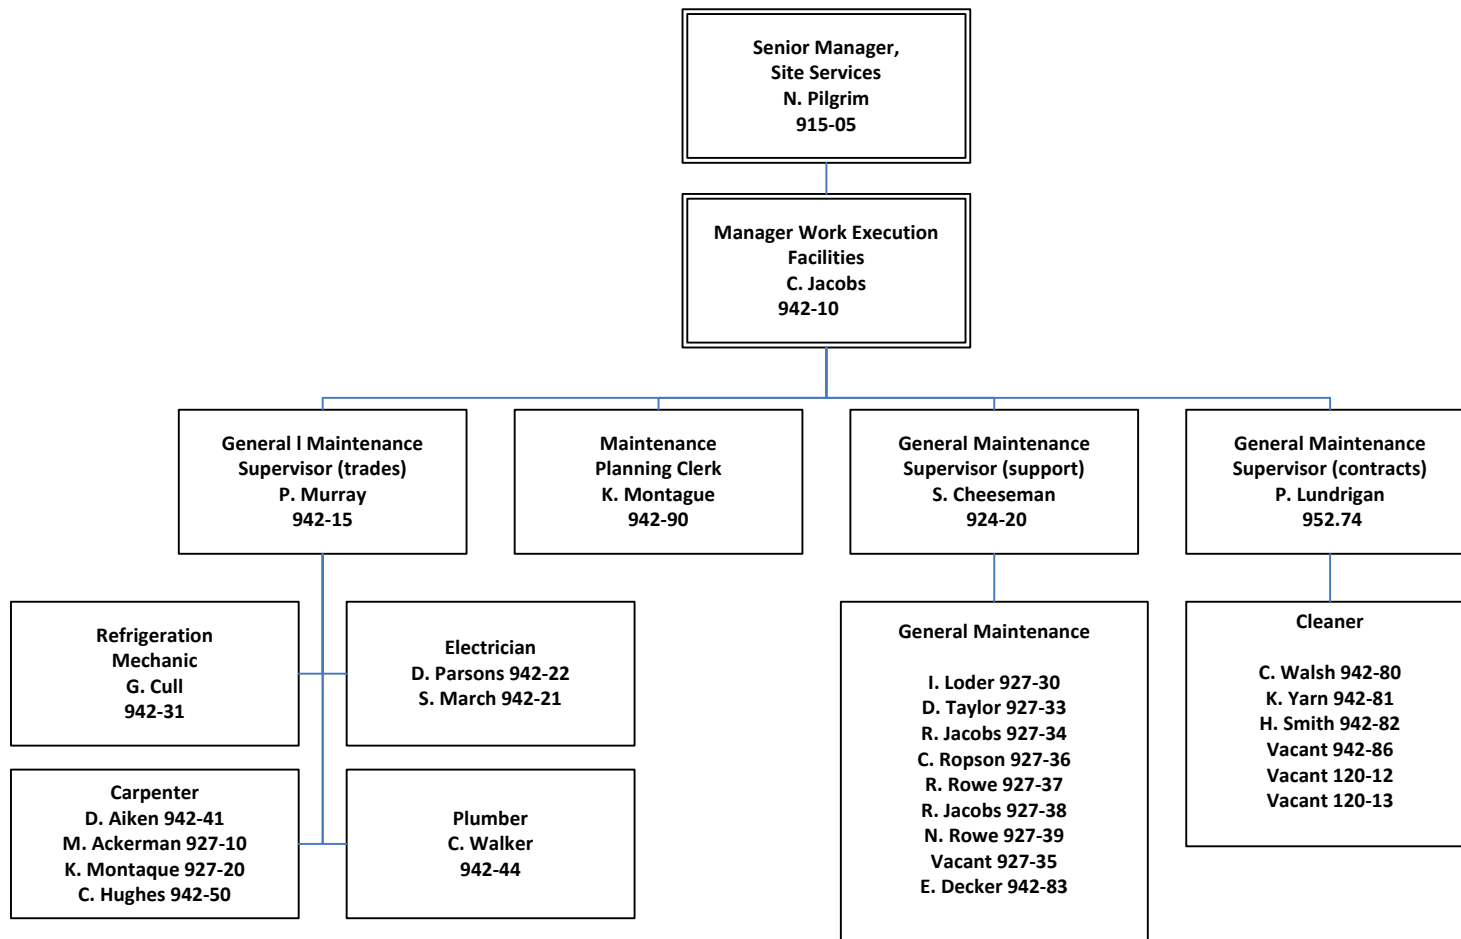 Senior Manager,
Site Services
N. Pilgrim
915-05
Manager Work Execution
Facilities
C. Jacobs
942-10
General l Maintenance
Supervisor (trades)
P. Murray
942-15
Maintenance
Planning Clerk
K. Montague
942-90
General Maintenance
Supervisor (support)
S. Cheeseman
924-20
General Maintenance
Supervisor (contracts)
P. Lundrigan
952.74
Refrigeration
Mechanic
G. Cull
942-31
Electrician
D. Parsons 942-22
S. March 942-21
Carpenter
D. Aiken 942-41
M. Ackerman 927-10
K. Montaque 927-20
C. Hughes 942-50
Plumber
C. Walker
942-44
General Maintenance
I. Loder 927-30
D. Taylor 927-33
R. Jacobs 927-34
C. Ropson 927-36
R. Rowe 927-37
R. Jacobs 927-38
N. Rowe 927-39
Vacant 927-35
E. Decker 942-83
Cleaner
C. Walsh 942-80
K. Yarn 942-81
H. Smith 942-82
Vacant 942-86
Vacant 120-12
Vacant 120-13